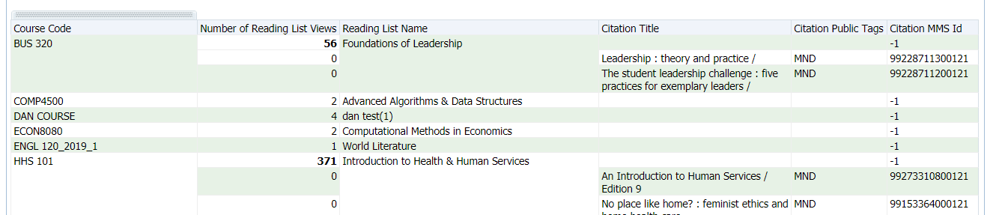 Course Code Number of Reading List Views Reading List Name Citation Title Citation Public Tags Citation MMS Id
BUS 320 56 Foundations of Leadership -1
0 Leadership : theory and practice / MND 99228711300121
0 The student leadership challenge : five MND 99228711200121
practices for exemplary leaders /
COMP4500 2 Advanced Algorithms & Data Structures -1
DAN COURSE 4 dan test(1) -1
ECON8080 2 Computational Methods in Economics -1
ENGL 120_2019_1 1 World Literature -1
HHS 101 371 Introduction to Health & Human Services -1
0 An Introduction to Human Services / MND 99273310800121
Edition 9
0 No place like home? : feminist ethics and MND 99153364000121
home health care